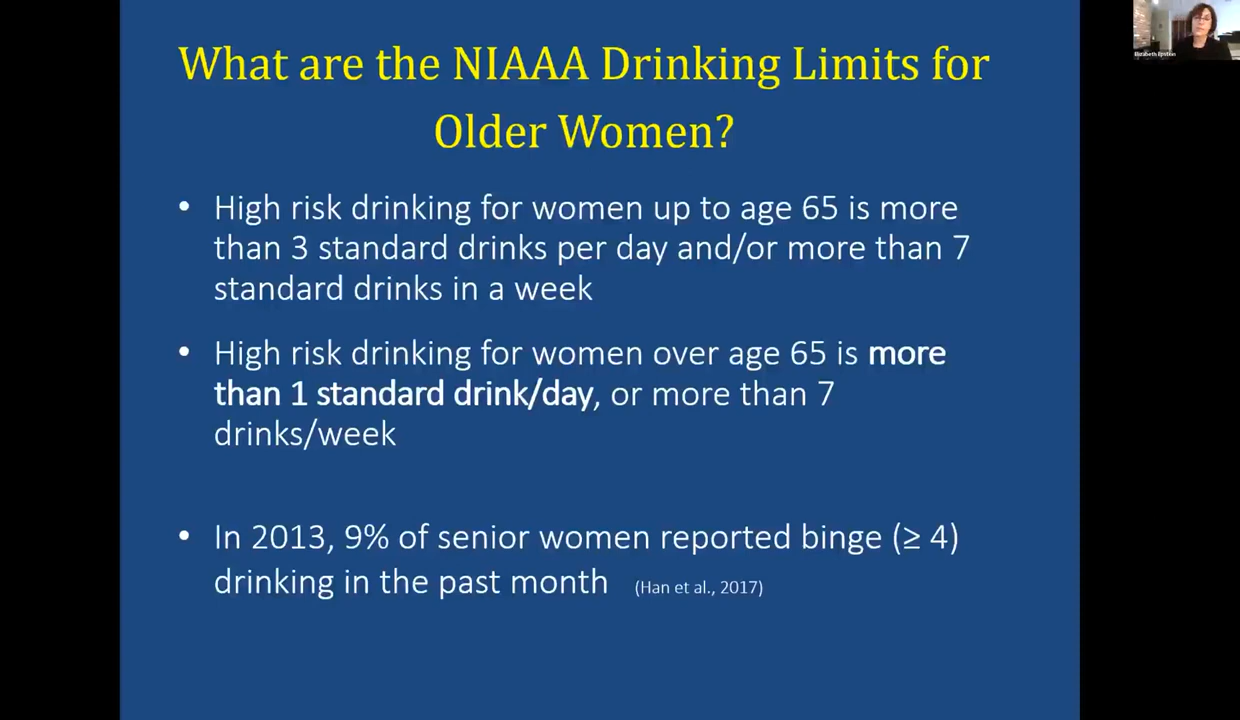 What are the NIAAA Drinking Limits for
Older Women?
• High risk drinking for women up to age 65 is more
than 3 standard drinks per day and/or more than 7
standard drinks in a week
• High risk drinking for women over age 65 is more
than 1 standard drink/day, or more than 7
drinks/week
• In 2013, 9% of senior women reported binge (≥ 4)
drinking in the past month (Han et al., 2017)
Elizabeth Epstein